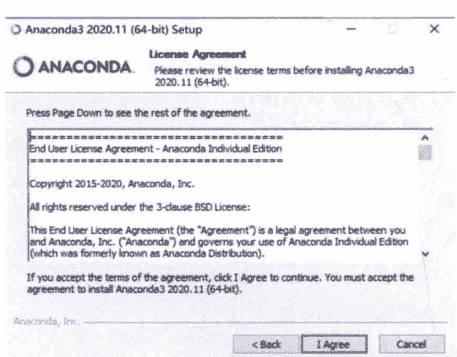 Anaconda3 2020.11 (64-bit) Setup
License Agreement
ANACONDA.
Please review the license terms before installing Anaconda3
2020.11 (64-bit).
Press Page Down to see the rest of the agreement.
===================================
End User License Agreement - Anaconda Individual Edition
===================================
Copyright 2015-2020, Anaconda, Inc.
All rights reserved under the 3-clause BSD License:
This End User License Agreement (the "Agreement") is a legal agreement between you
and Anaconda, Inc. ("Anaconda") and governs your use of Anaconda Individual Edition
(which was formerly known as Anaconda Distribution).
If you accept the terms of the agreement, click I Agree to continue. You must accept the
agreement to install Anaconda3 2020.11 (64-bit).
Anaconda, Inc.
< Back
I Agree
Cancel